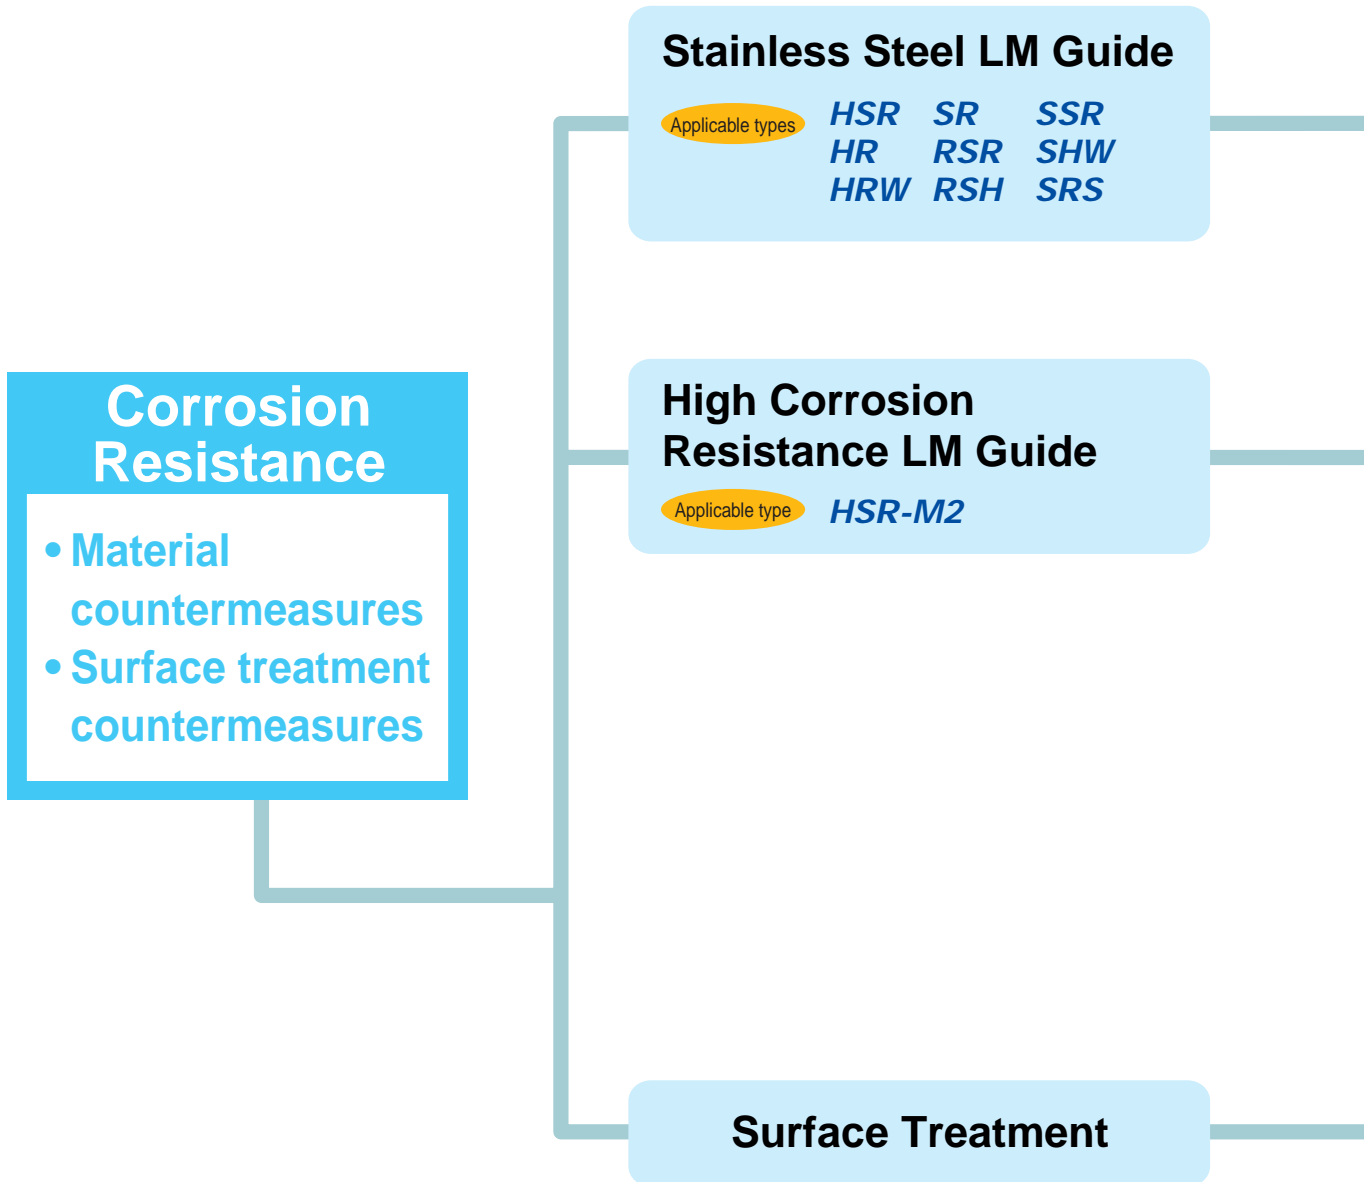 Stainless Steel LM Guide
Applicable types
HSR SR SSR
HR RSR SHW
HRW RSH SRS
Corrosion
Resistance
• Material
countermeasures
• Surface treatment
countermeasures
High Corrosion
Resistance LM Guide
Applicable type HSR-M2
Surface Treatment